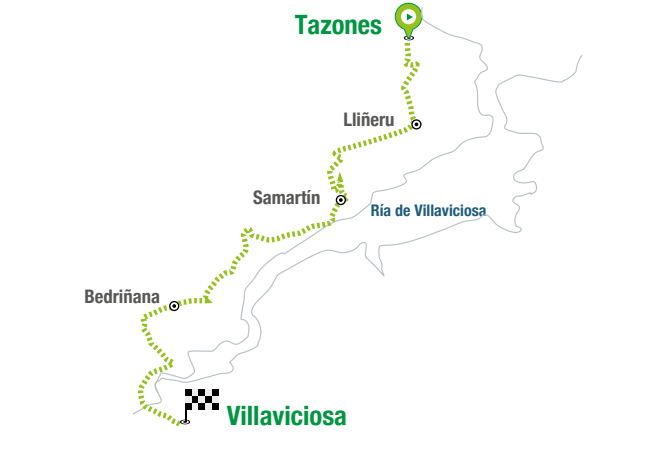 Tazones
Lliñeru
Samartín
Ría de Villaviciosa
Bedriñana
Villaviciosa